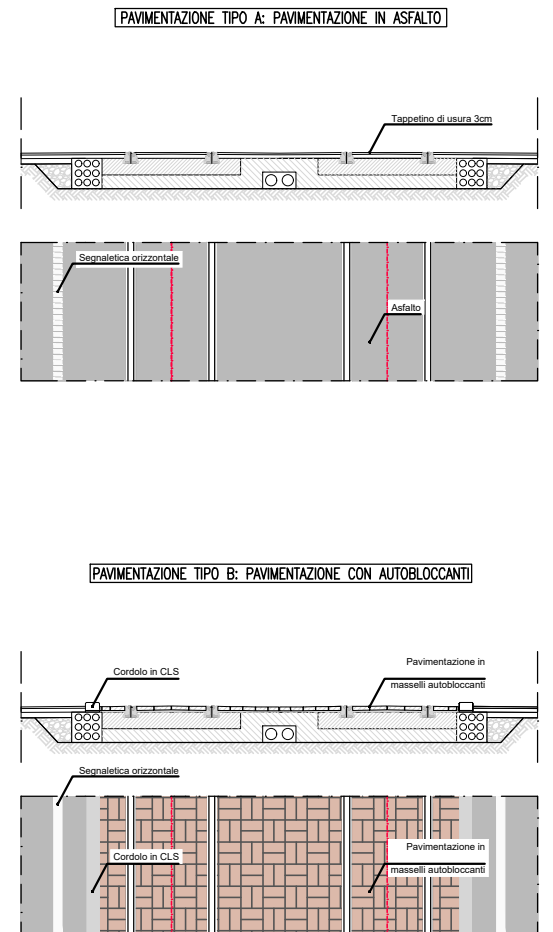 PAVIMENTAZIONE TIPO A: PAVIMENTAZIONE IN ASFALTO
Tappetino di usura 3cm
Segnaletica orizzontale
Asfalto
PAVIMENTAZIONE TIPO B: PAVIMENTAZIONE CON AUTOBLOCCANTI
Cordolo in CLS
Pavimentazione in
masselli autobloccanti
Segnaletica orizzontale
Cordolo in CLS
Pavimentazione in
masselli autobloccanti